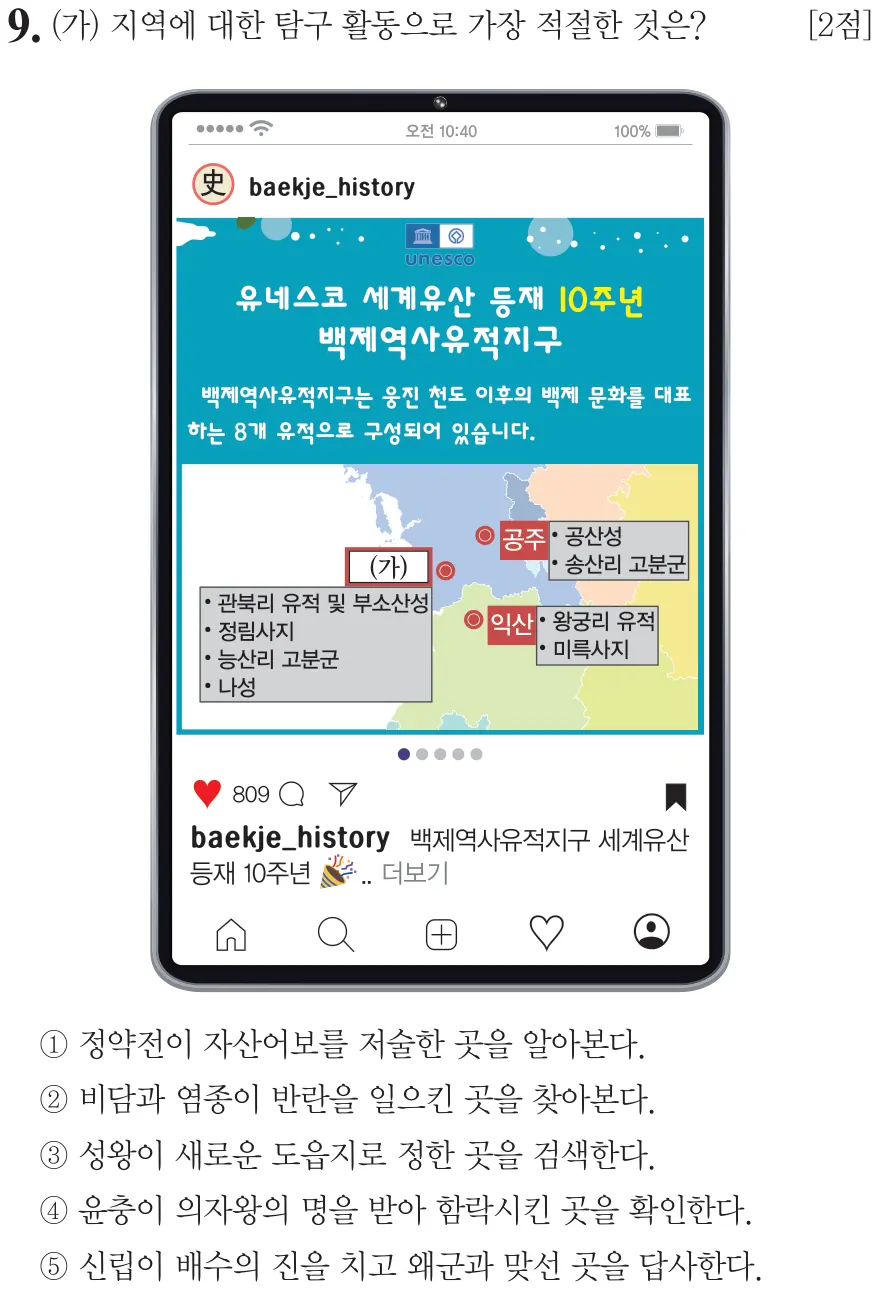 9. (가) 지역에 대한 탐구 활동으로 가장 적절한 것은? [2점]
오전 10:40 100%
史 baekje_history
unesco
유네스코 세계유산 등재 10주년
백제역사유적지구
백제역사유적지구는 웅진 천도 이후의 백제 문화를 대표
하는 8개 유적으로 구성되어 있습니다.
공주
• 공산성
• 송산리 고분군
(가)
• 관북리 유적 및 부소산성
• 정림사지
• 능산리 고분군
• 나성
익산
• 왕궁리 유적
• 미륵사지
809
baekje_history 백제역사유적지구 세계유산
등재 10주년 🎉.. 더보기
① 정약전이 자산어보를 저술한 곳을 알아본다.
② 비담과 염종이 반란을 일으킨 곳을 찾아본다.
③ 성왕이 새로운 도읍지로 정한 곳을 검색한다.
④ 윤충이 의자왕의 명을 받아 함락시킨 곳을 확인한다.
⑤ 신립이 배수의 진을 치고 왜군과 맞선 곳을 답사한다.